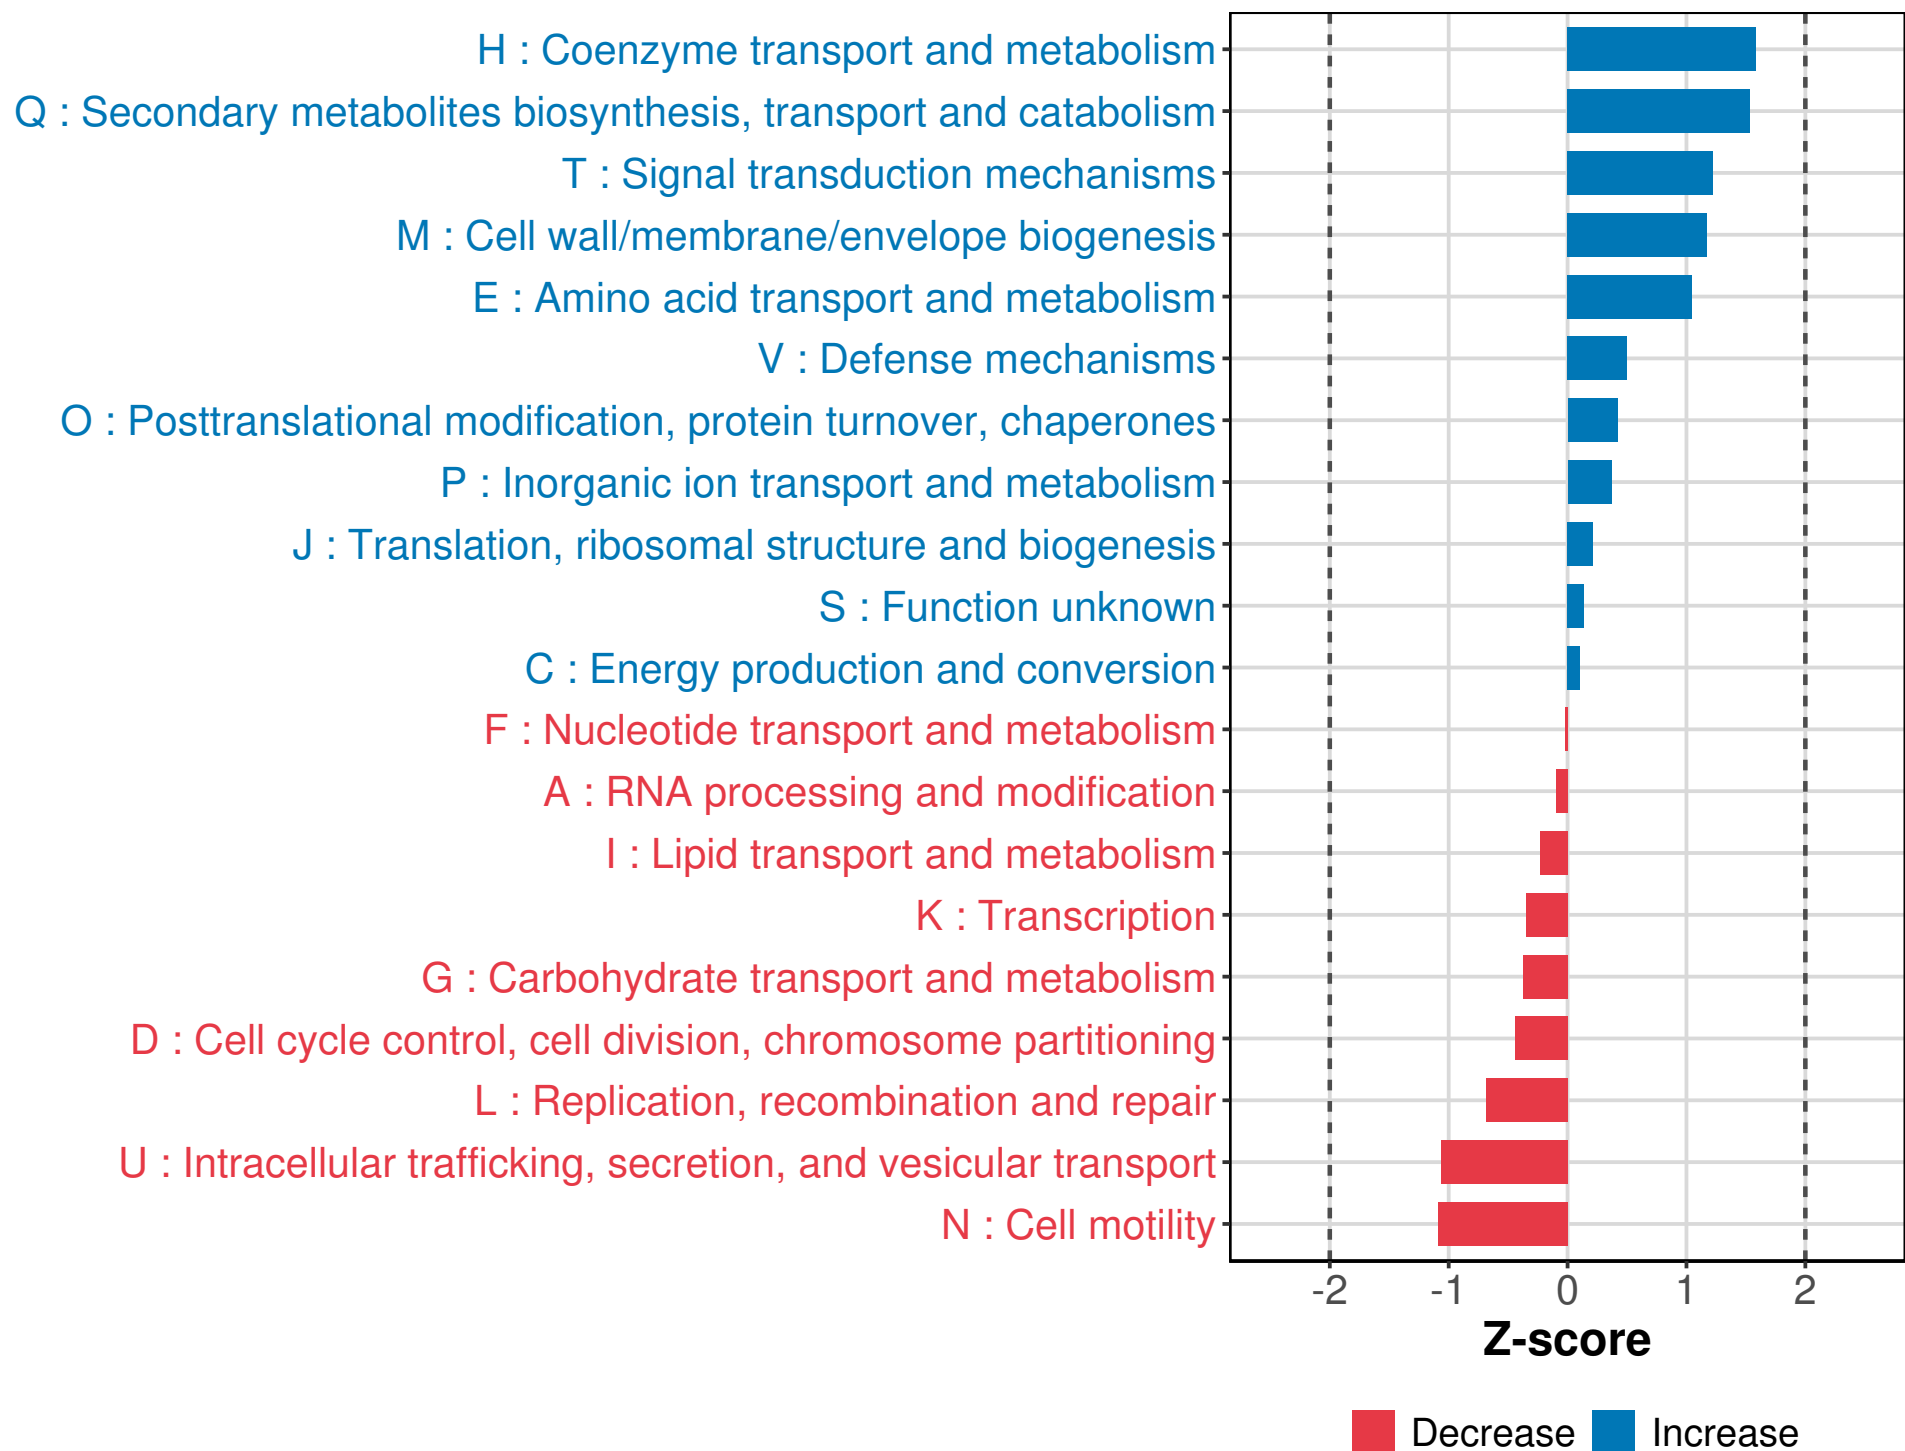 H : Coenzyme transport and metabolism
Q : Secondary metabolites biosynthesis, transport and catabolism
T : Signal transduction mechanisms
M : Cell wall/membrane/envelope biogenesis
E : Amino acid transport and metabolism
V : Defense mechanisms
O : Posttranslational modification, protein turnover, chaperones
P : Inorganic ion transport and metabolism
J : Translation, ribosomal structure and biogenesis
S : Function unknown
C : Energy production and conversion
F : Nucleotide transport and metabolism
A : RNA processing and modification
I : Lipid transport and metabolism
K : Transcription
G : Carbohydrate transport and metabolism
D : Cell cycle control, cell division, chromosome partitioning
L : Replication, recombination and repair
U : Intracellular trafficking, secretion, and vesicular transport
N : Cell motility
-2 -1 0 1 2
Z-score
Decrease Increase